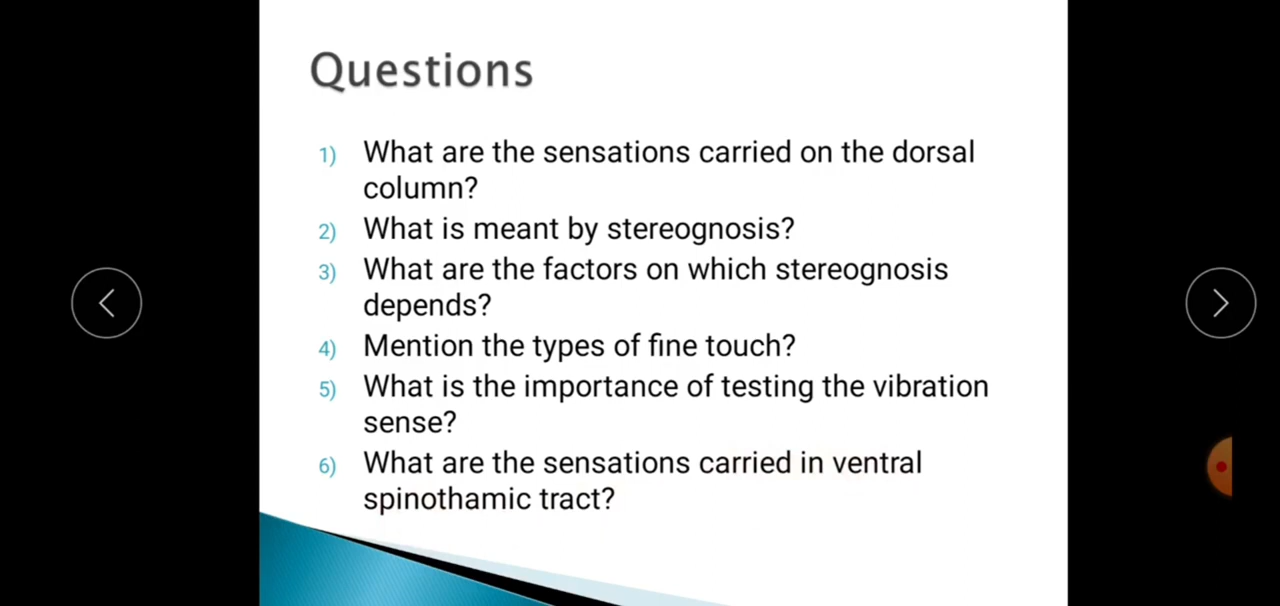 Questions
1) What are the sensations carried on the dorsal
column?
2) What is meant by stereognosis?
3) What are the factors on which stereognosis
depends?
4) Mention the types of fine touch?
5) What is the importance of testing the vibration
sense?
6) What are the sensations carried in ventral
spinothamic tract?